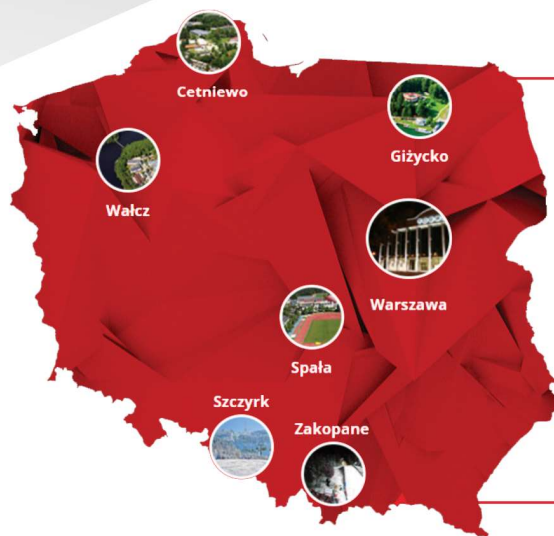 Cetniewo
Giżycko
Wałcz
Warszawa
Spała
Szczyrk
Zakopane